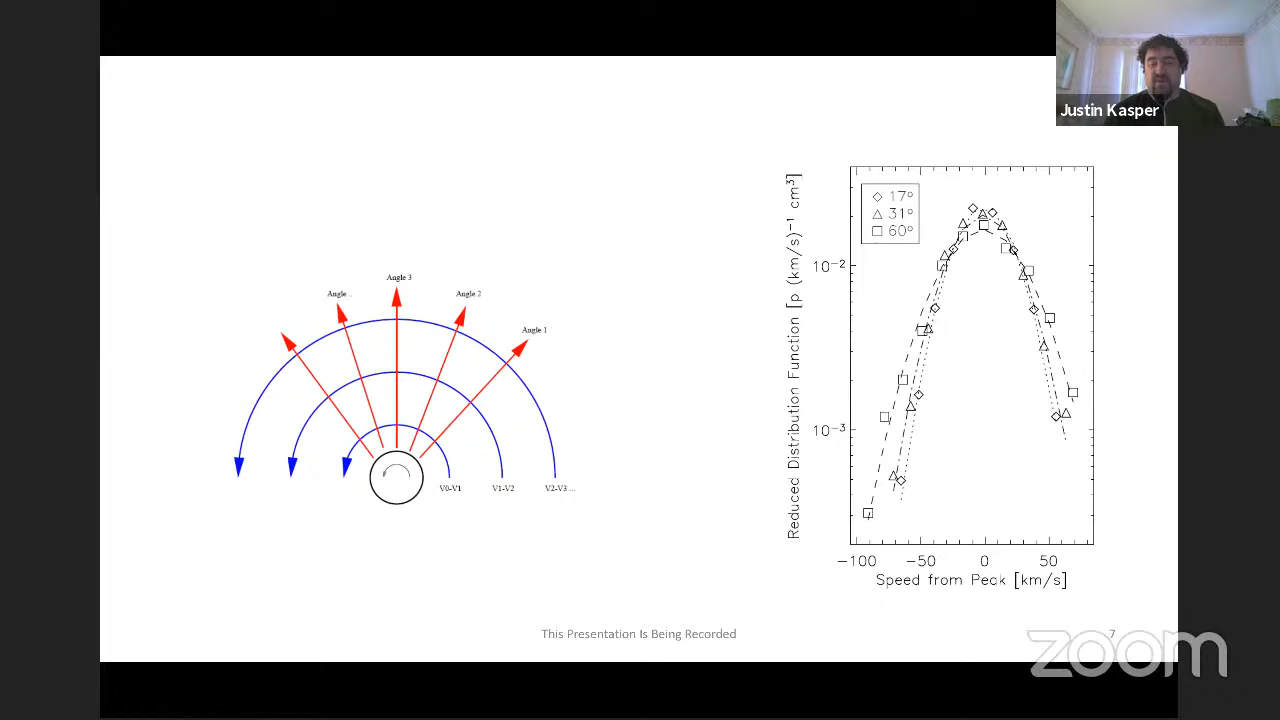 Justin Kasper
Angle 3
Angle ..
Angle 2
Angle 1
V0-V1
V1-V2
V2-V3 ...
Reduced Distribution Function [p (km/s)⁻¹ cm³]
17°
31°
60°
10⁻²
10⁻³
−100
−50
0
50
Speed from Peak [km/s]
This Presentation Is Being Recorded
7
zoom